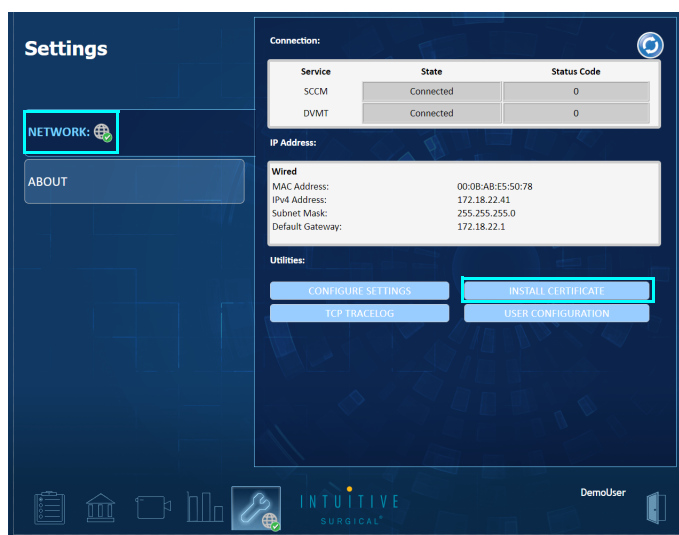 Settings
NETWORK:
ABOUT
Connection:
Service State Status Code
SCCM Connected 0
DVMT Connected 0
IP Address:
Wired
MAC Address: 00:0B:AB:E5:50:78
IPv4 Address: 172.18.22.41
Subnet Mask: 255.255.255.0
Default Gateway: 172.18.22.1
Utilities:
CONFIGURE SETTINGS INSTALL CERTIFICATE
TCP TRACELOG USER CONFIGURATION
INTUITIVE
SURGICAL®
DemoUser